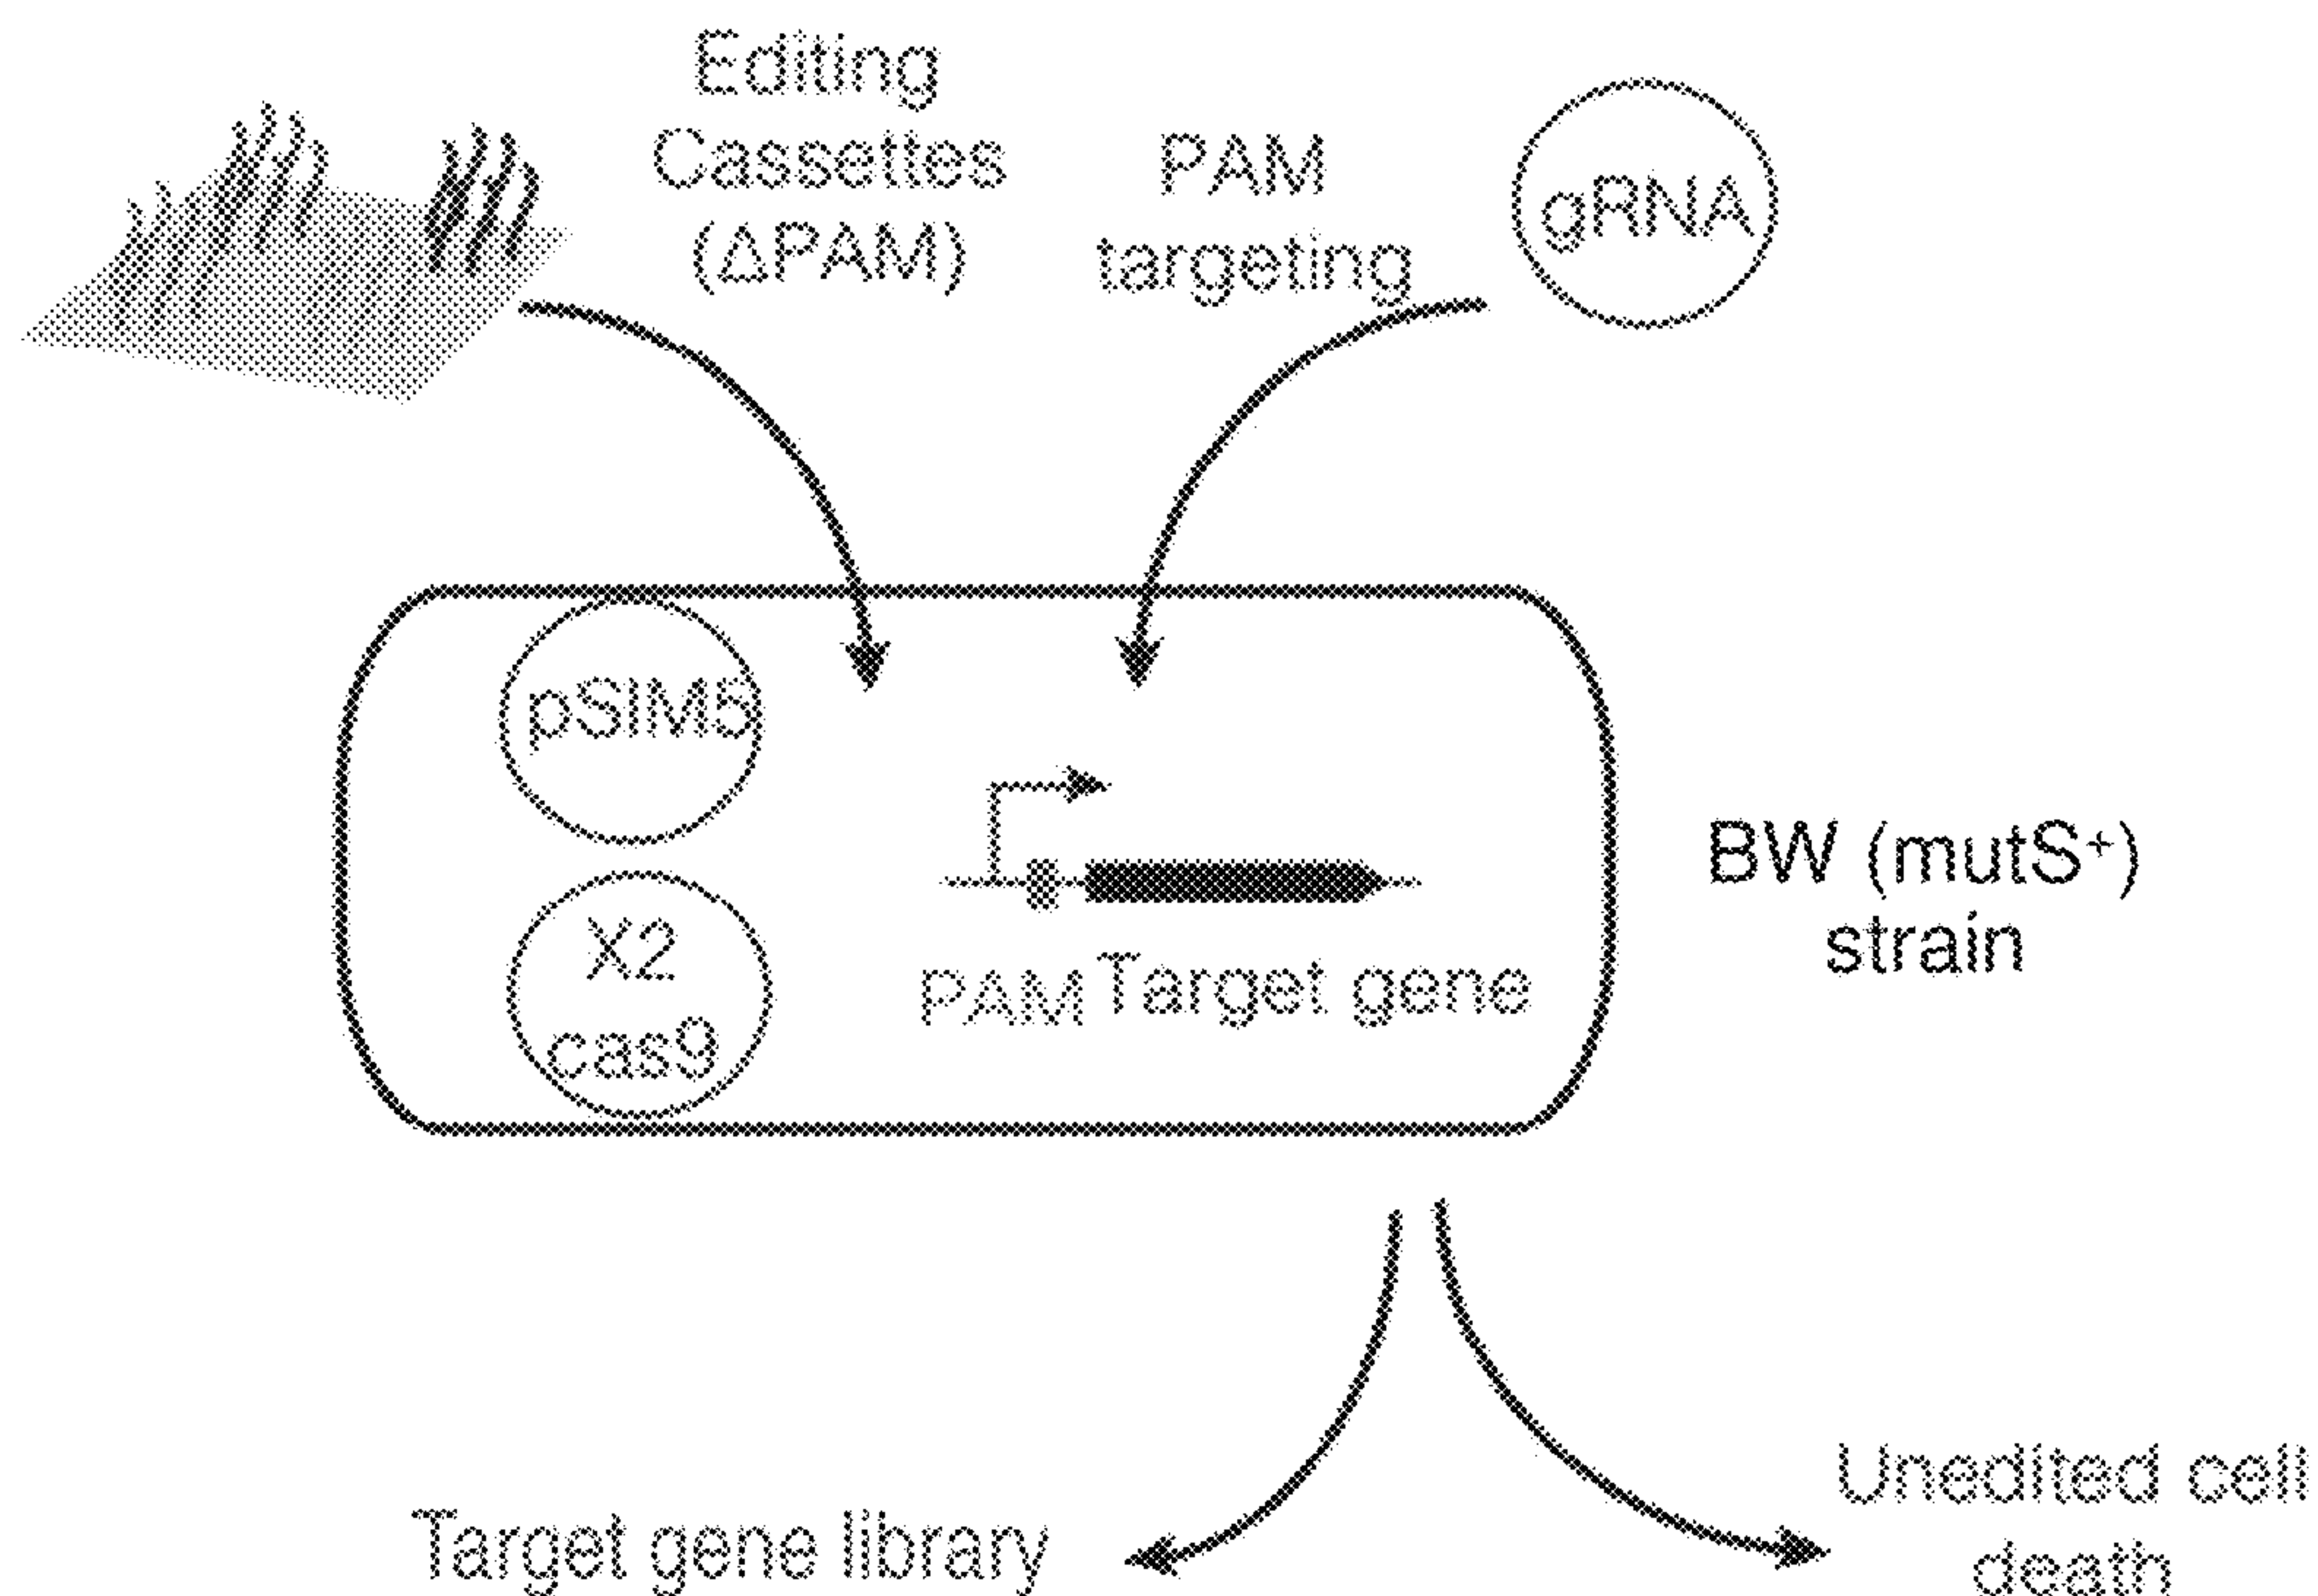 Editing
Cassettes
(ΔPAM)
PAM
targeting
gRNA
pSIM5
X2
cas9
PAM
Target gene
BW (mutS⁺)
strain
Target gene library
Unedited cell
death